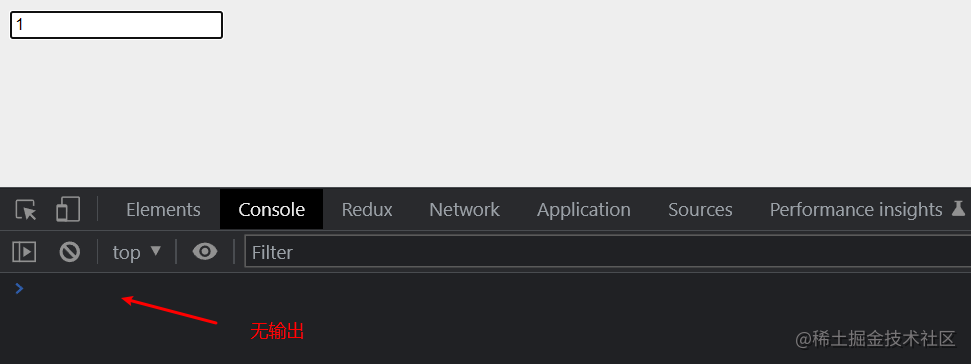 1
Elements Console Redux Network Application Sources Performance insights
top Filter
无输出
@稀土掘金技术社区